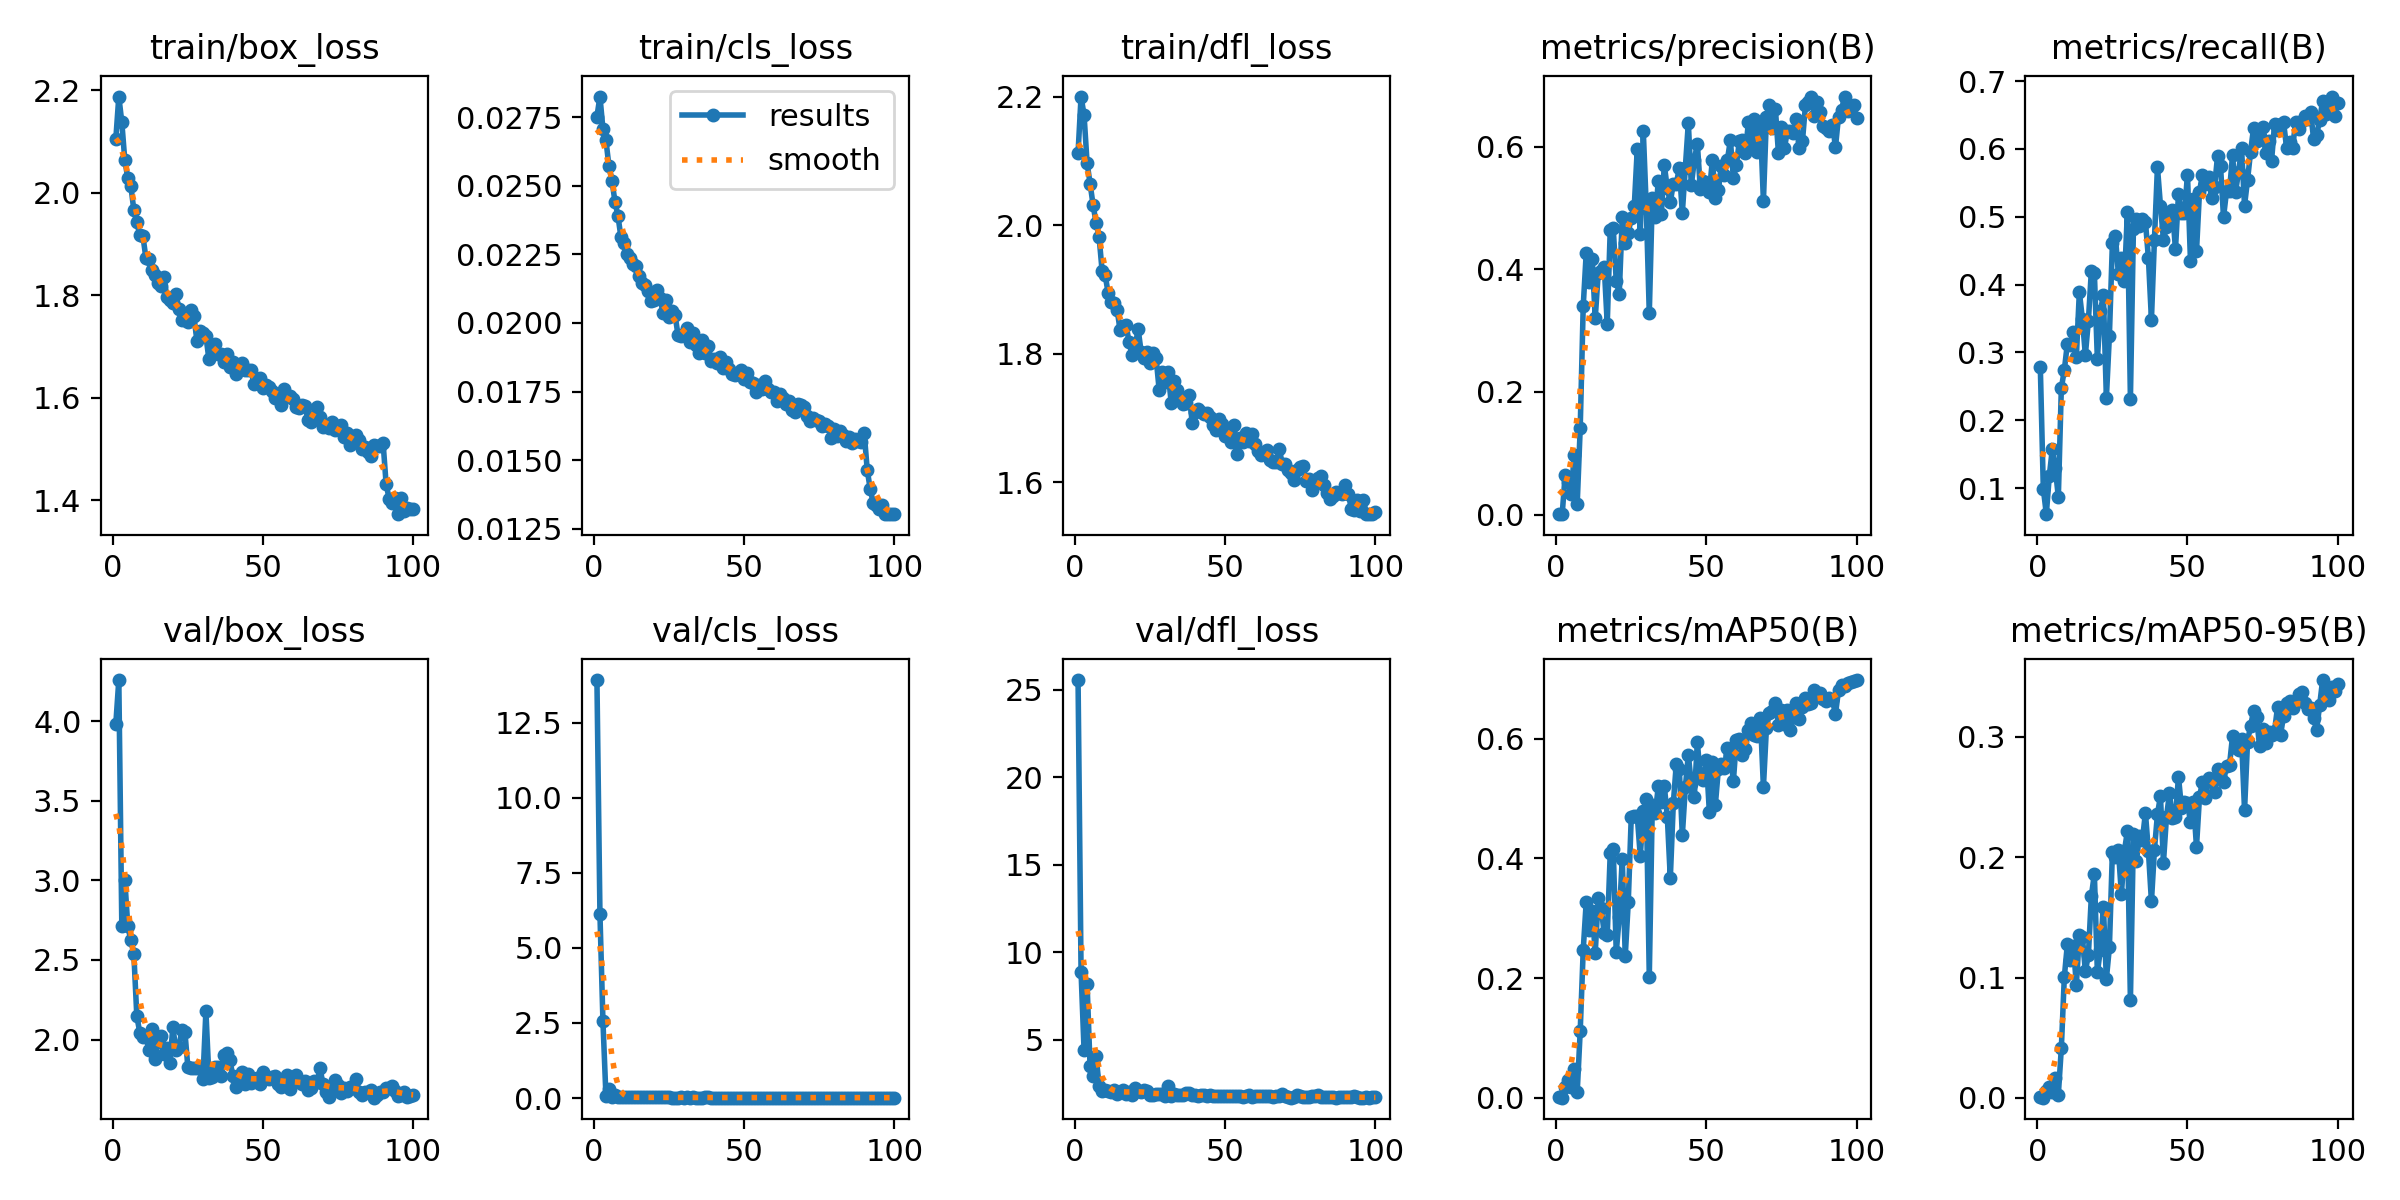 train/box_loss
train/cls_loss
train/dfl_loss
metrics/precision(B)
metrics/recall(B)
2.2
2.0
1.8
1.6
1.4
0 50 100
0.0275
0.0250
0.0225
0.0200
0.0175
0.0150
0.0125
results
smooth
0 50 100
2.2
2.0
1.8
1.6
0 50 100
0.6
0.4
0.2
0.0
0 50 100
0.7
0.6
0.5
0.4
0.3
0.2
0.1
0 50 100
val/box_loss
val/cls_loss
val/dfl_loss
metrics/mAP50(B)
metrics/mAP50-95(B)
4.0
3.5
3.0
2.5
2.0
0 50 100
12.5
10.0
7.5
5.0
2.5
0.0
0 50 100
25
20
15
10
5
0 50 100
0.6
0.4
0.2
0.0
0 50 100
0.3
0.2
0.1
0.0
0 50 100